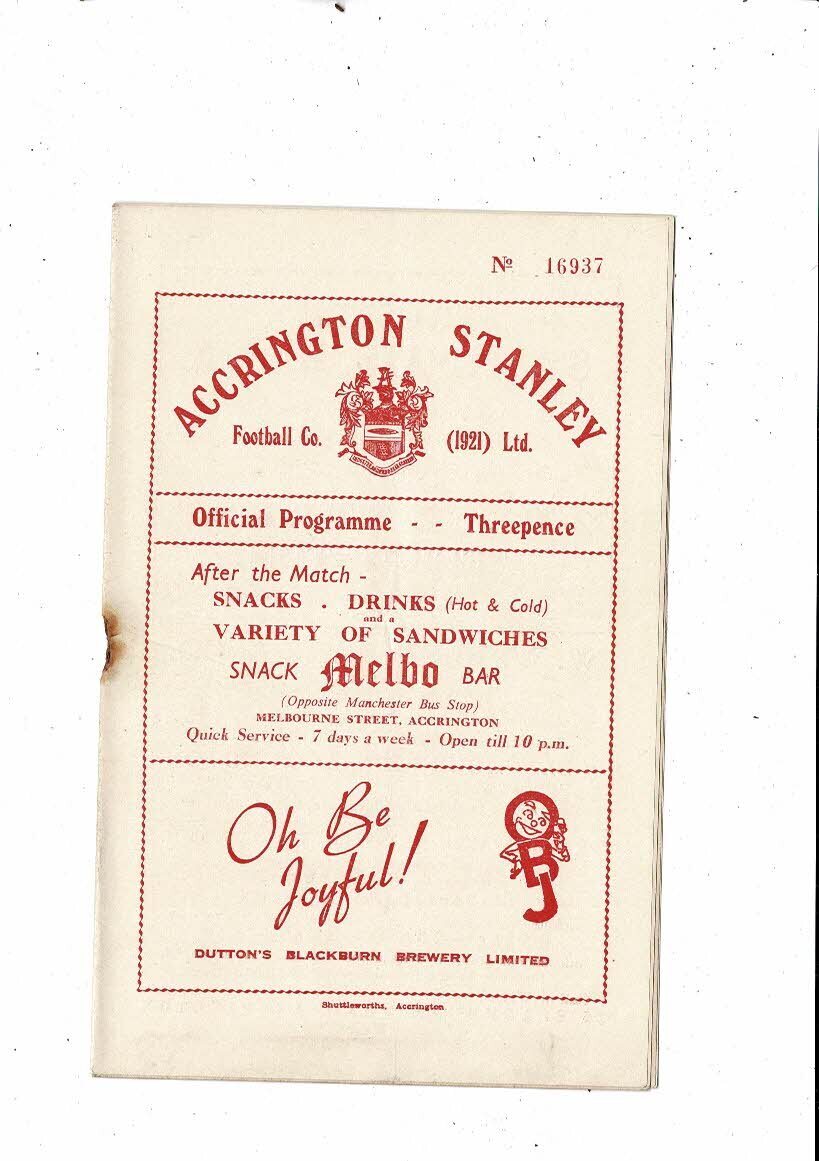 Nº 16937
ACCRINGTON STANLEY
Football Co. (1921) Ltd.
Official Programme - - Threepence
After the Match -
SNACKS . DRINKS (Hot & Cold)
and a
VARIETY OF SANDWICHES
SNACK Melbo BAR
(Opposite Manchester Bus Stop)
MELBOURNE STREET, ACCRINGTON
Quick Service - 7 days a week - Open till 10 p.m.
Oh Be
Joyful!
OBJ
DUTTON'S BLACKBURN BREWERY LIMITED
Shuttleworths, Accrington